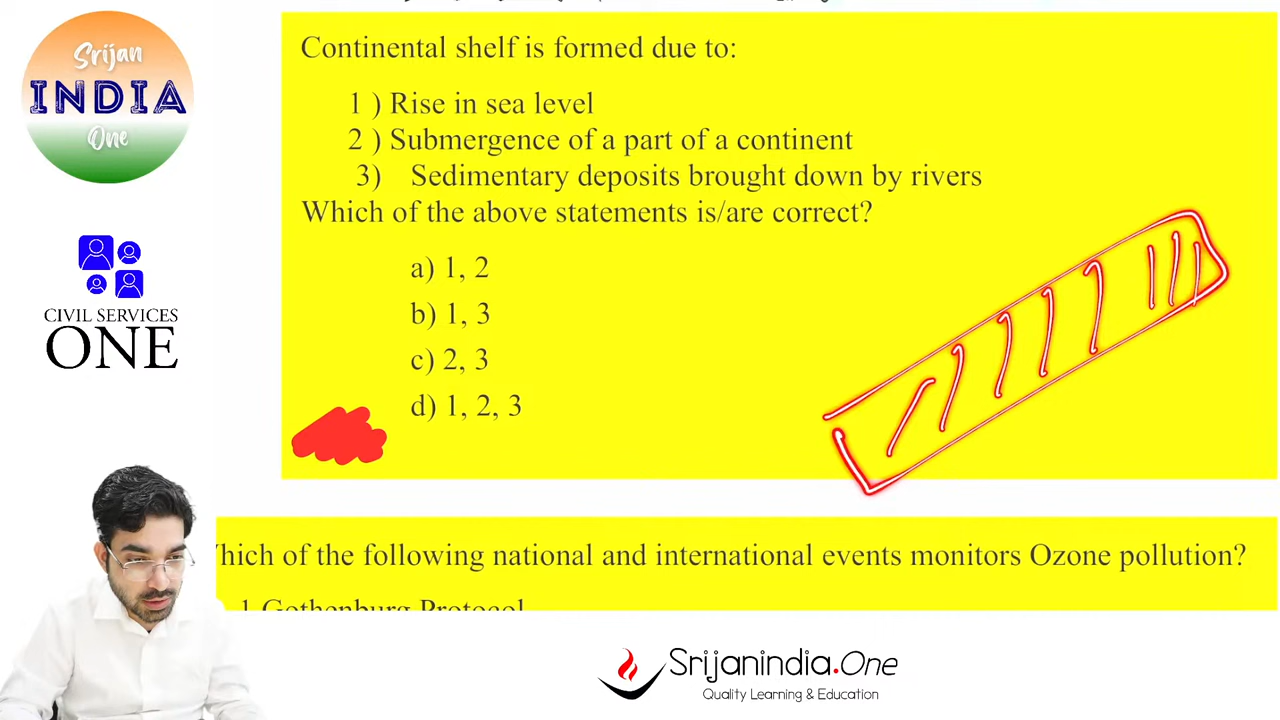 Srijan
INDIA
One
CIVIL SERVICES
ONE
Continental shelf is formed due to:
1 ) Rise in sea level
2 ) Submergence of a part of a continent
3) Sedimentary deposits brought down by rivers
Which of the above statements is/are correct?
a) 1, 2
b) 1, 3
c) 2, 3
d) 1, 2, 3
hich of the following national and international events monitors Ozone pollution?
1 Gothenburg Protocol
Srijanindia.One
Quality Learning & Education